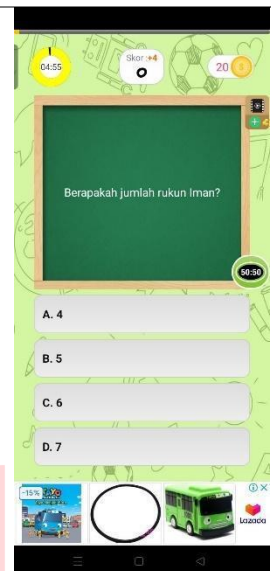 04:55
Skor :+4
0
20
Berapakah jumlah rukun Iman?
50:50
A. 4
B. 5
C. 6
D. 7
-15%
Lazada